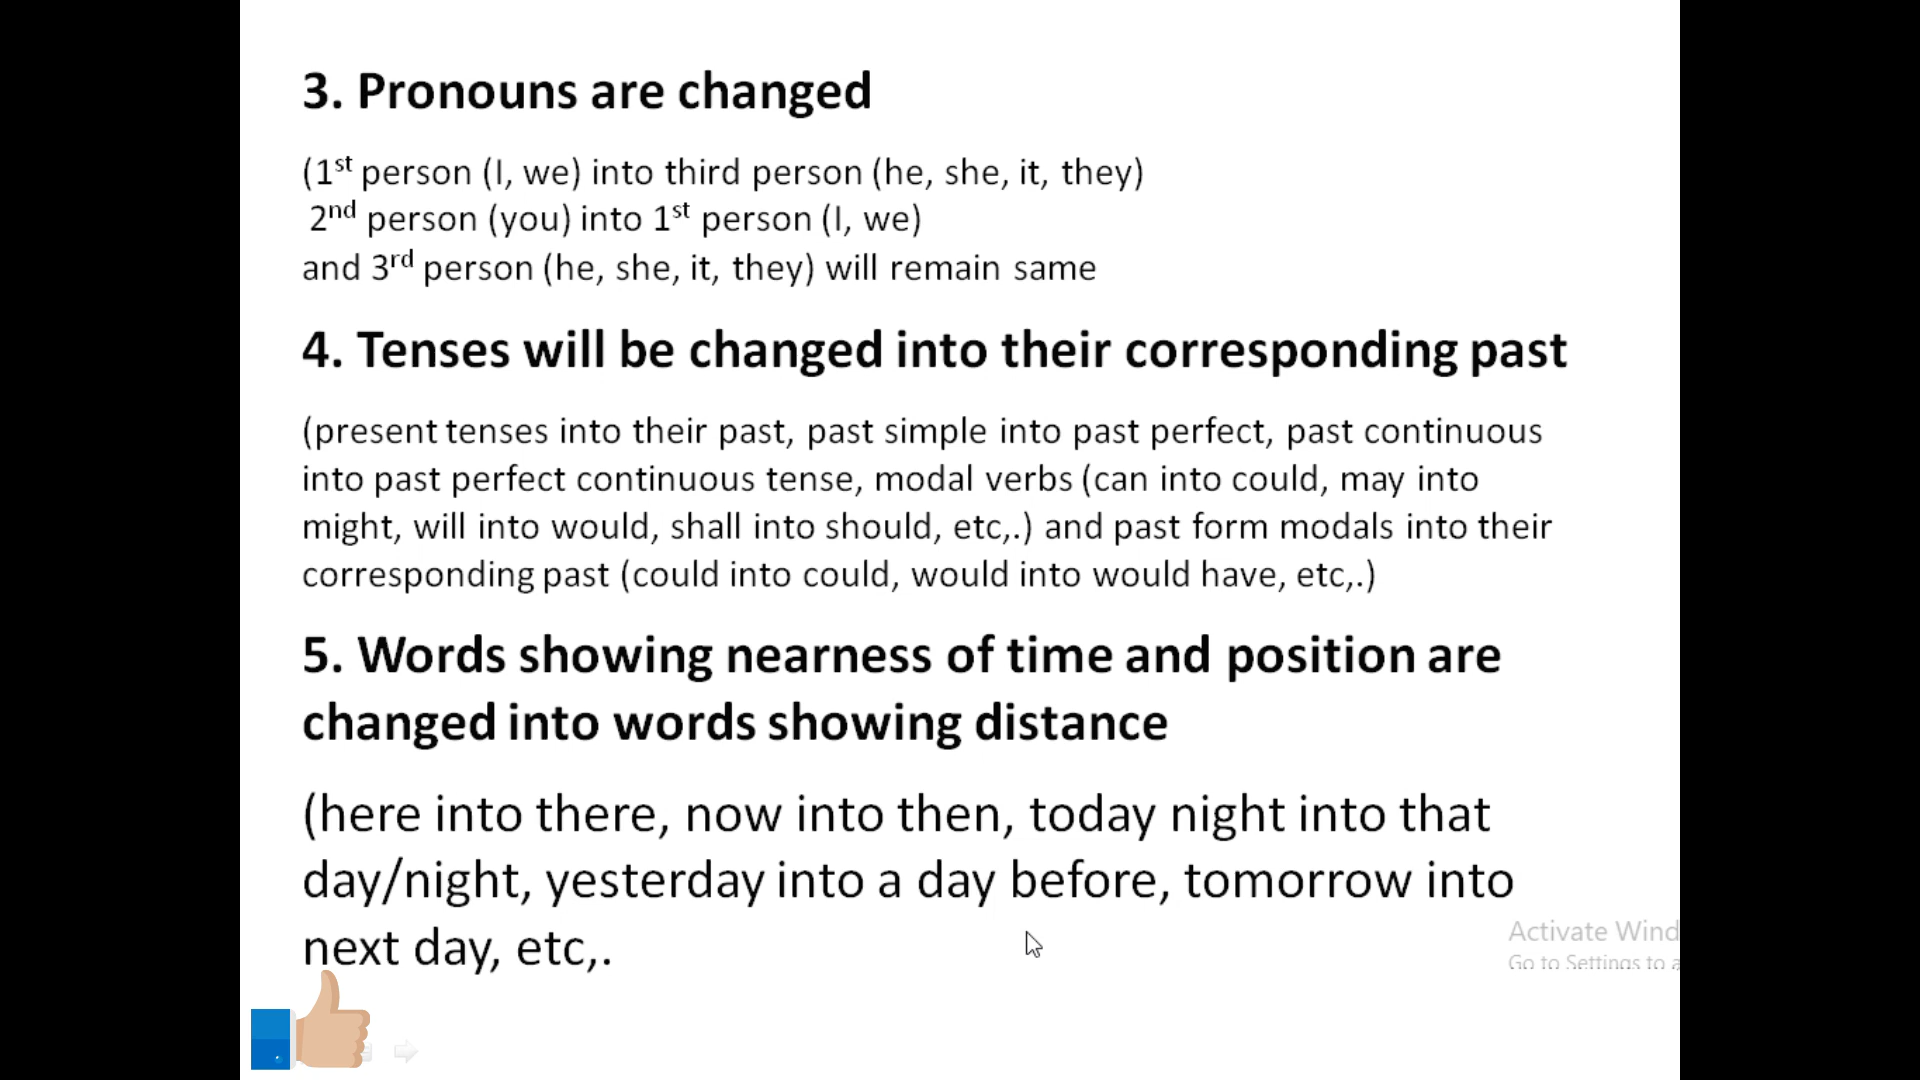 3. Pronouns are changed
(1st person (I, we) into third person (he, she, it, they)
2nd person (you) into 1st person (I, we)
and 3rd person (he, she, it, they) will remain same
4. Tenses will be changed into their corresponding past
(present tenses into their past, past simple into past perfect, past continuous
into past perfect continuous tense, modal verbs (can into could, may into
might, will into would, shall into should, etc,.) and past form modals into their
corresponding past (could into could, would into would have, etc,.)
5. Words showing nearness of time and position are
changed into words showing distance
(here into there, now into then, today night into that
day/night, yesterday into a day before, tomorrow into
next day, etc,.
Activate Wind
Go to Settings to a